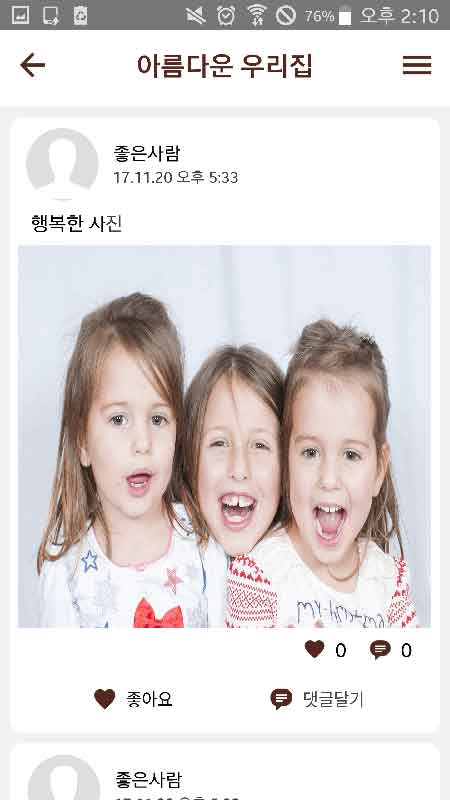 76% 오후 2:10
아름다운 우리집
좋은사람
17.11.20 오후 5:33
행복한 사진
0 0
좋아요 댓글달기
좋은사람